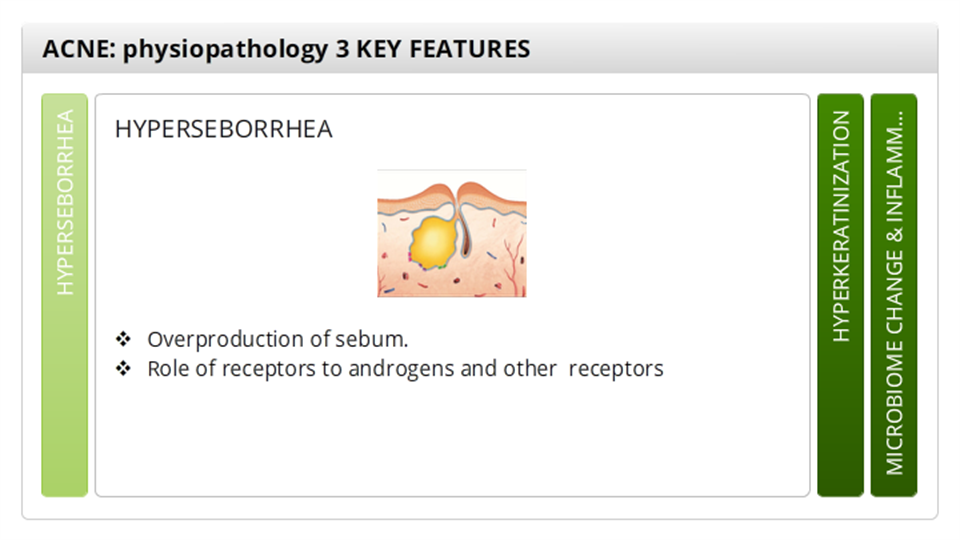 ACNE: physiopathology 3 KEY FEATURES
HYPERSEBORRHEA
HYPERSEBORRHEA
❖ Overproduction of sebum.
❖ Role of receptors to androgens and other  receptors
HYPERKERATINIZATION
MICROBIOME CHANGE & INFLAMM...